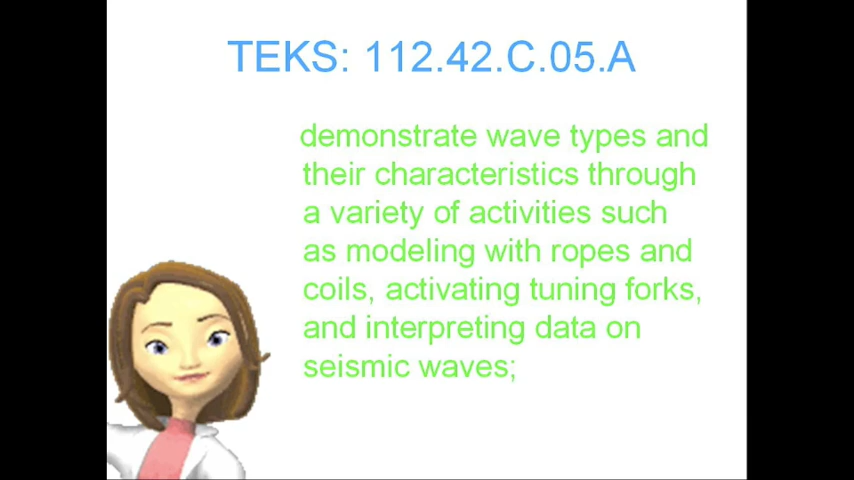 TEKS: 112.42.C.05.A
demonstrate wave types and
their characteristics through
a variety of activities such
as modeling with ropes and
coils, activating tuning forks,
and interpreting data on
seismic waves;